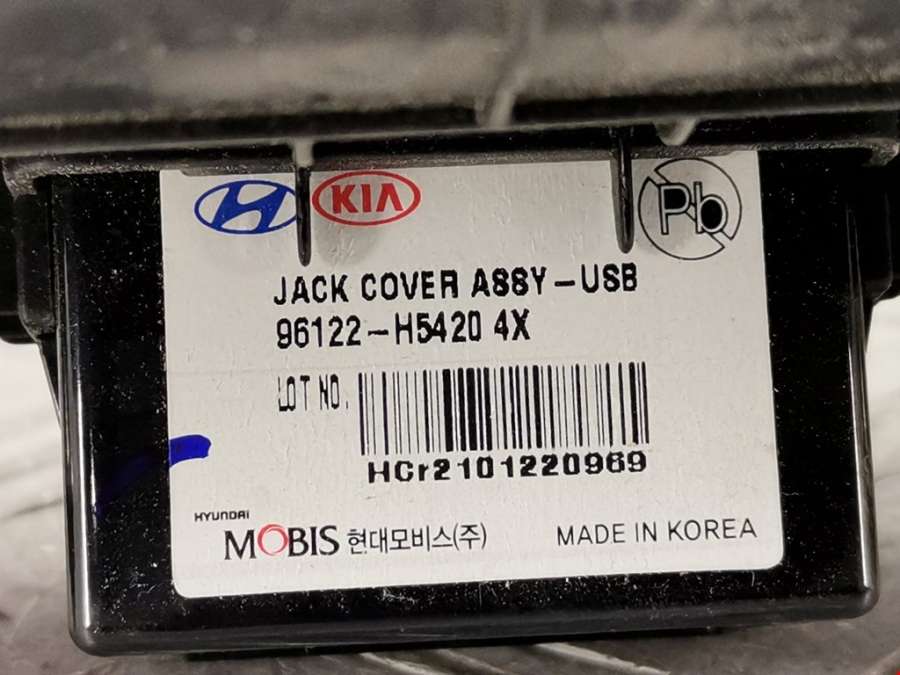 KIA
Pb
JACK COVER ASSY-USB
96122-H5420 4X
LOT NO.
HCr2101220969
HYUNDAI
MOBIS 현대모비스(주)
MADE IN KOREA